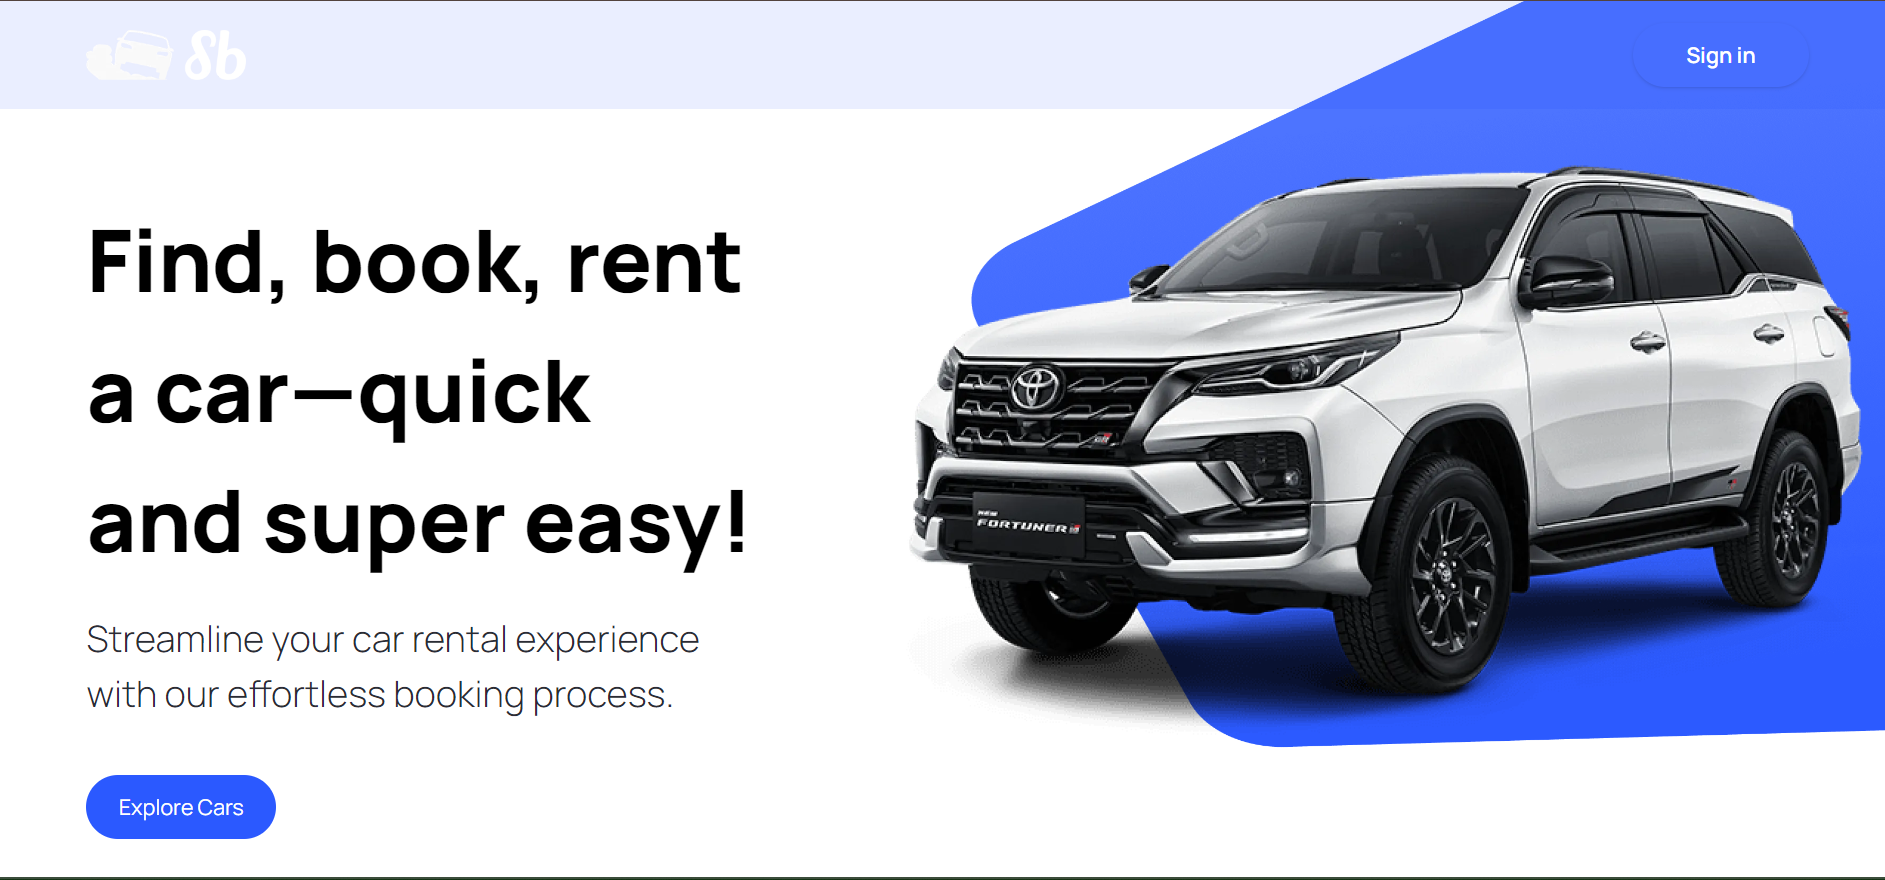 Sb
Sign in
Find, book, rent
a car—quick
and super easy!
Streamline your car rental experience
with our effortless booking process.
Explore Cars
NEW
FORTUNER GR